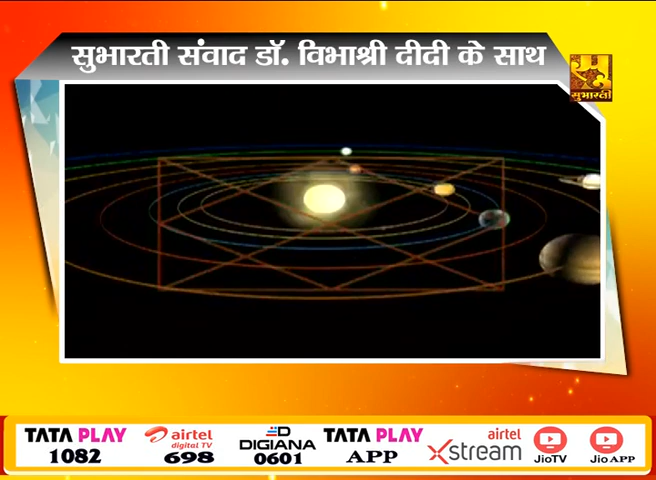 सुभारती संवाद डॉ. विभाश्री दीदी के साथ
सुभारती
TATA PLAY
1082
airtel
digital TV
698
DIGIANA
0601
TATA PLAY
APP
airtel
Xstream
JioTV
Jio APP